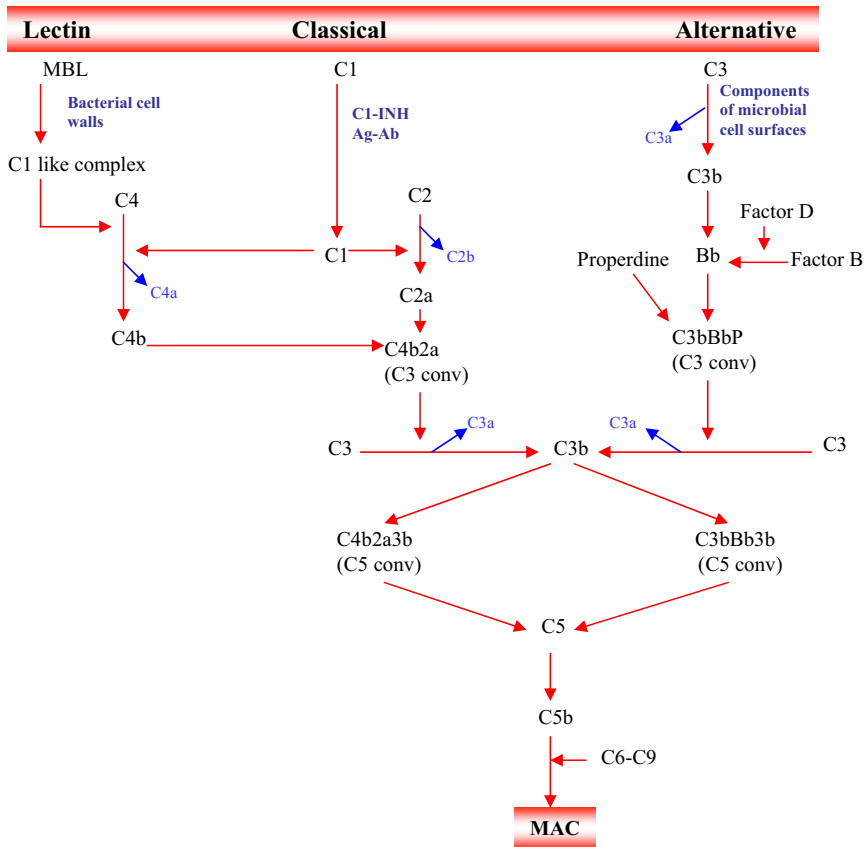 Lectin Classical Alternative
MBL C1 C3
Bacterial cell
walls
C1-INH
Ag-Ab
Components
of microbial
cell surfaces
C3a
C1 like complex
C3b
C4 C2
Factor D
C1 C2b
Properdine Bb Factor B
C4a
C2a
C4b
C4b2a
(C3 conv)
C3bBbP
(C3 conv)
C3 C3a C3b C3a C3
C4b2a3b
(C5 conv)
C3bBb3b
(C5 conv)
C5
C5b
C6-C9
MAC